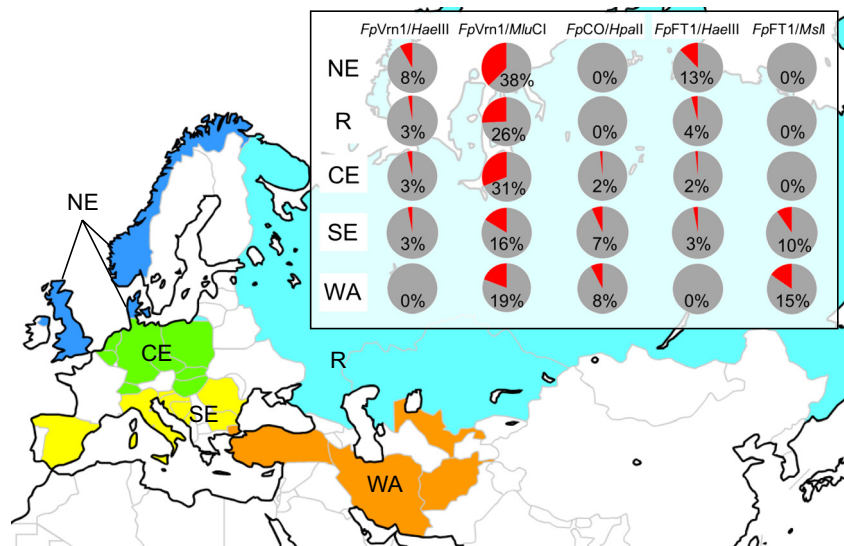 FpVrn1/HaeIII FpVrn1/MluCI FpCO/HpaII FpFT1/HaeIII FpFT1/MslI
NE 8% 38% 0% 13% 0%
R 3% 26% 0% 4% 0%
CE 3% 31% 2% 2% 0%
SE 3% 16% 7% 3% 10%
WA 0% 19% 8% 0% 15%
NE
CE
R
SE
WA